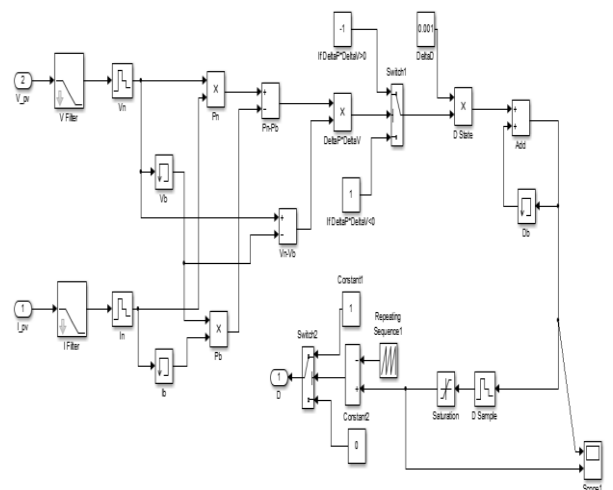 -1
If DeltaP*DeltaV>0
0.001
DeltaD
Switch1
2
V_pv
V Filter
Vn
X
Pn
+
−
Pn-Pb
X
DeltaP*DeltaV
X
D State
+
+
Add
Vb
1
If DeltaP*DeltaV<0
Db
+
−
Vn-Vb
1
I_pv
I Filter
In
X
Pb
Ib
Constant1
1
Repeating
Sequence1
Switch2
1
D
−
+
Constant2
Saturation
D Sample
0
Scope1